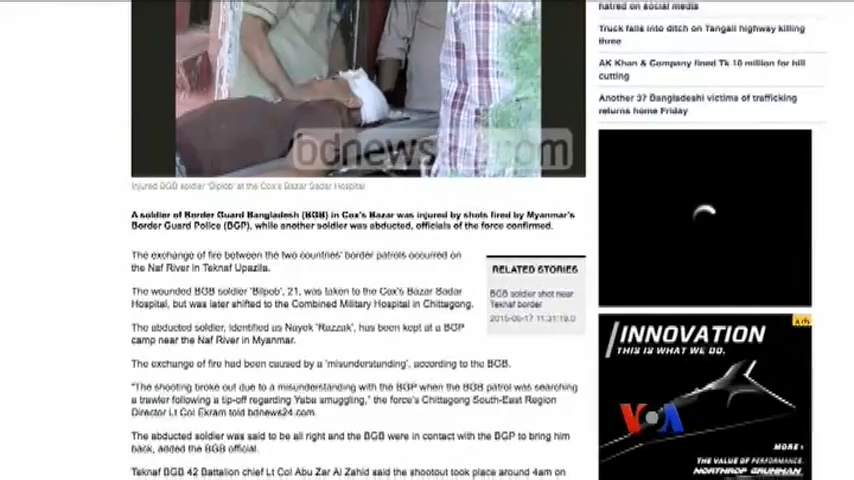 hatred on social media
Truck falls into ditch on Tangail highway killing
three
AK Khan & Company fined Tk 10 million for hill
cutting
Another 37 Bangladeshi victims of trafficking
returns home Friday
bdnews .com
Injured BGB soldier 'Biplob' at the Cox's Bazar Sadar Hospital
A soldier of Border Guard Bangladesh (BGB) in Cox's Bazar was injured by shots fired by Myanmar's
Border Guard Police (BGP), while another soldier was abducted, officials of the force confirmed.
The exchange of fire between the two countries' border patrols occurred on
the Naf River in Teknaf Upazila.
RELATED STORIES
BGB soldier shot near
Teknaf border
2015-06-17 11:31:19.0
The wounded BGB soldier 'Bilpob', 21, was taken to the Cox's Bazar Sadar
Hospital, but was later shifted to the Combined Military Hospital in Chittagong.
The abducted soldier, identified as Nayek 'Razzak', has been kept at a BGP
camp near the Naf River in Myanmar.
The exchange of fire had been caused by a 'misunderstanding', according to the BGB.
"The shooting broke out due to a misunderstanding with the BGP when the BGB patrol was searching
a trawler following a tip-off regarding Yaba smuggling," the force's Chittagong South-East Region
Director Lt Col Ekram told bdnews24.com.
The abducted soldier was said to be all right and the BGB were in contact with the BGP to bring him
back, added the BGB official.
Teknaf BGB 42 Battalion chief Lt Col Abu Zar Al Zahid said the shootout took place around 4am on
INNOVATION
THIS IS WHAT WE DO.
VOA
MORE ›
THE VALUE OF PERFORMANCE.
NORTHROP GRUMMAN